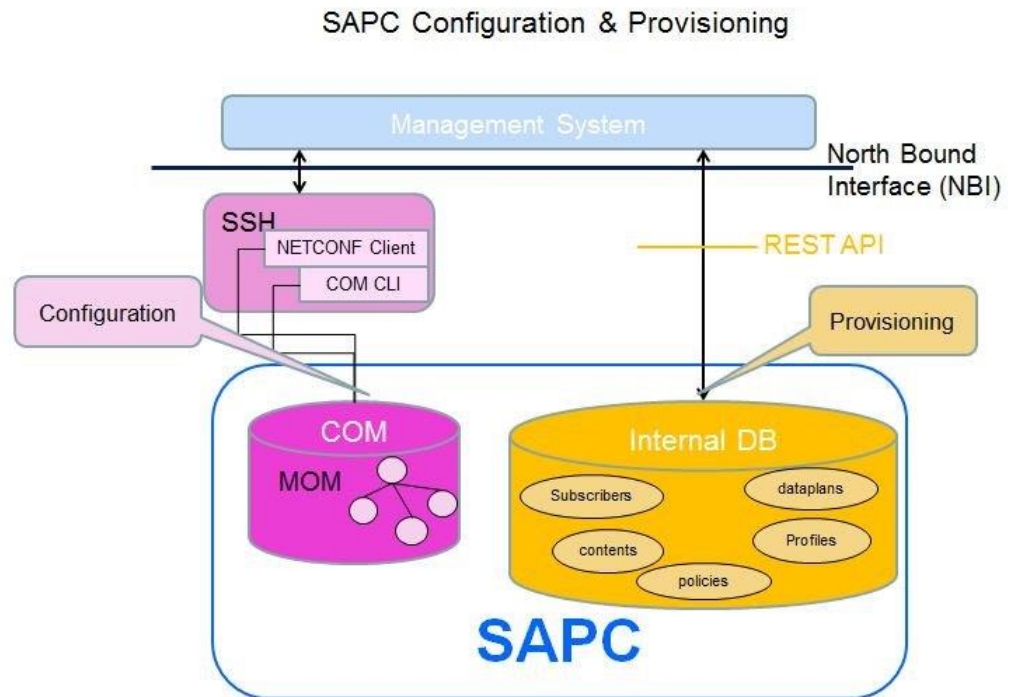 SAPC Configuration & Provisioning
Management System
North Bound
Interface (NBI)
SSH
NETCONF Client
COM CLI
REST API
Configuration
Provisioning
COM
MOM
Internal DB
Subscribers
dataplans
contents
Profiles
policies
SAPC